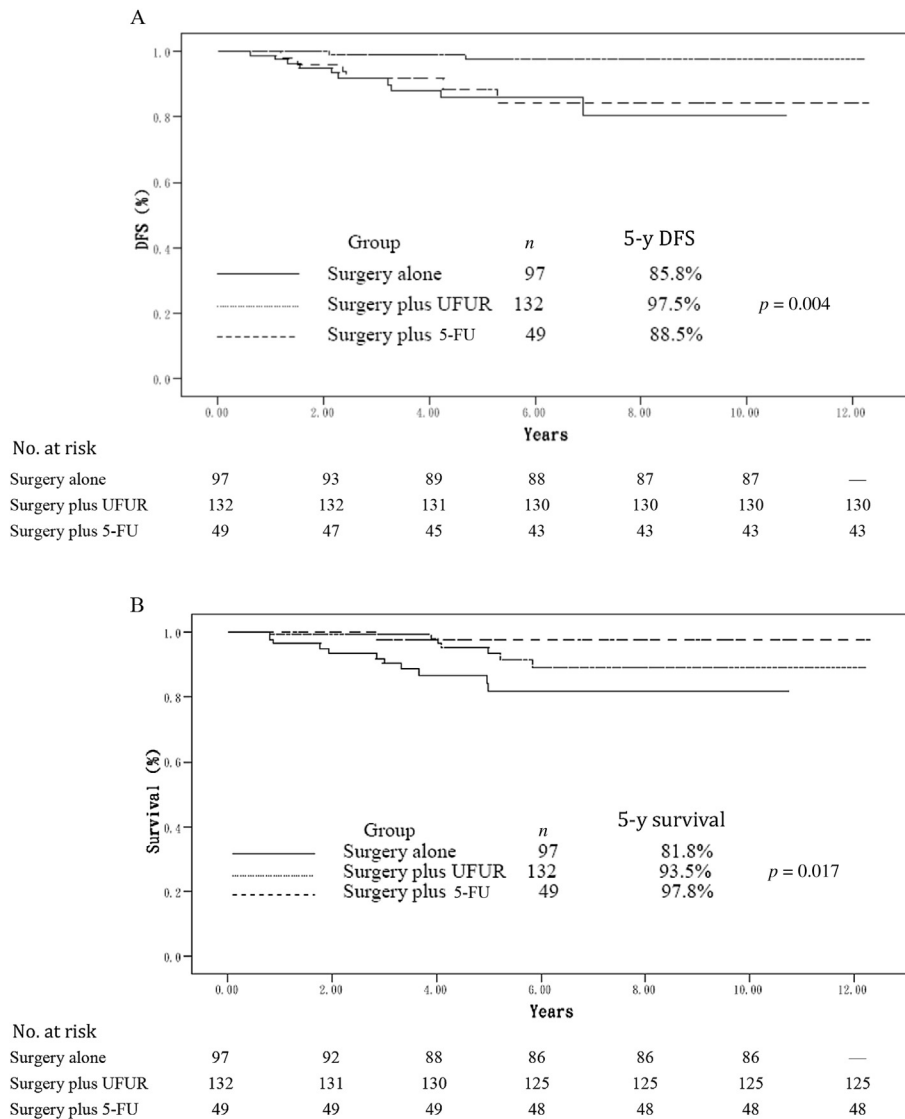 A
1.0
0.8
0.6
0.4
0.2
0.0
DFS (%)
Group n 5-y DFS
Surgery alone 97 85.8%
Surgery plus UFUR 132 97.5% p = 0.004
Surgery plus 5-FU 49 88.5%
0.00 2.00 4.00 6.00 8.00 10.00 12.00
Years
No. at risk
Surgery alone 97 93 89 88 87 87 —
Surgery plus UFUR 132 132 131 130 130 130 130
Surgery plus 5-FU 49 47 45 43 43 43 43
B
1.0
0.8
0.6
0.4
0.2
0.0
Survival (%)
Group n 5-y survival
Surgery alone 97 81.8%
Surgery plus UFUR 132 93.5% p = 0.017
Surgery plus 5-FU 49 97.8%
0.00 2.00 4.00 6.00 8.00 10.00 12.00
Years
No. at risk
Surgery alone 97 92 88 86 86 86 —
Surgery plus UFUR 132 131 130 125 125 125 125
Surgery plus 5-FU 49 49 49 48 48 48 48